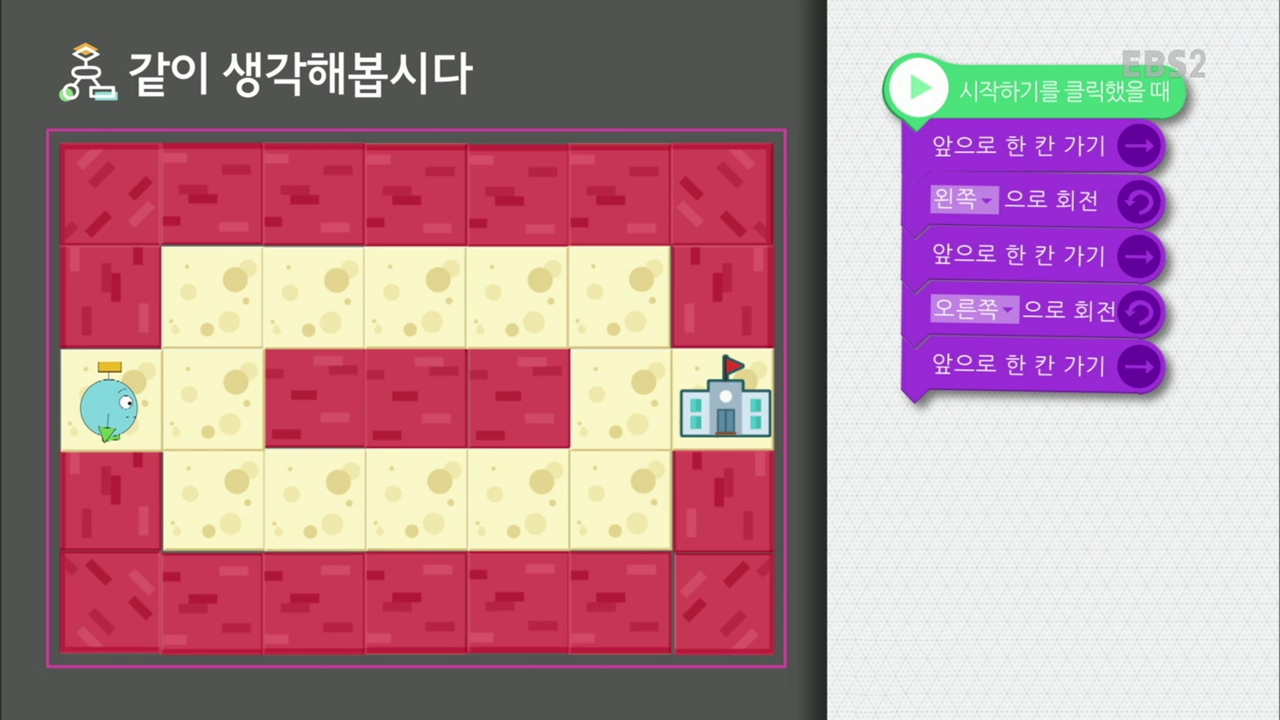 같이 생각해봅시다
EBS2
시작하기를 클릭했을 때
앞으로 한 칸 가기
왼쪽 으로 회전
앞으로 한 칸 가기
오른쪽 으로 회전
앞으로 한 칸 가기